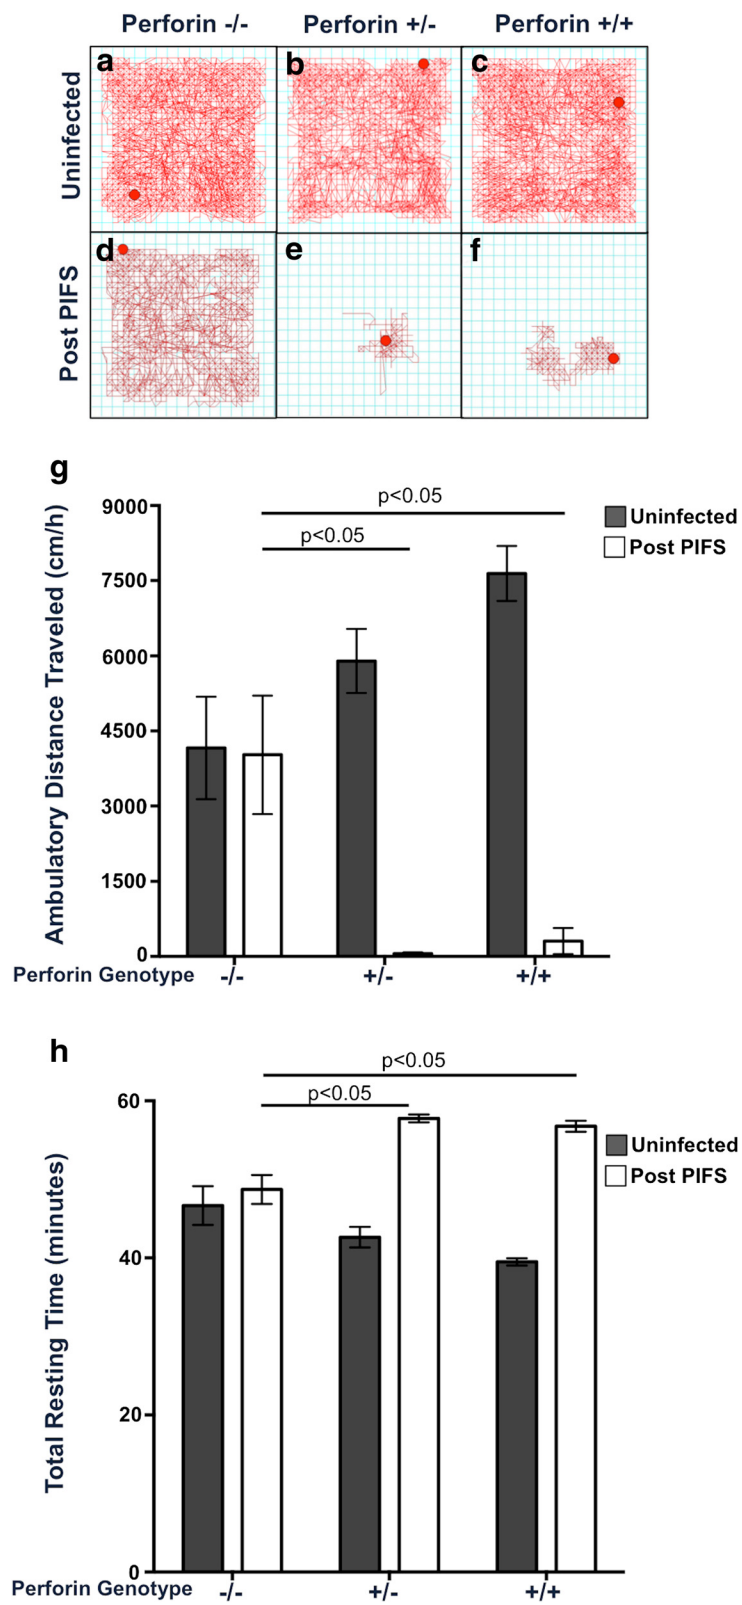 Perforin -/- Perforin +/- Perforin +/+
Uninfected
a b c
Post PIFS
d e f
g
Ambulatory Distance Traveled (cm/h)
p<0.05
p<0.05
Uninfected
Post PIFS
9000
7500
6000
4500
3000
1500
0
Perforin Genotype -/- +/- +/+
h
Total Resting Time (minutes)
p<0.05
p<0.05
Uninfected
Post PIFS
60
40
20
0
Perforin Genotype -/- +/- +/+